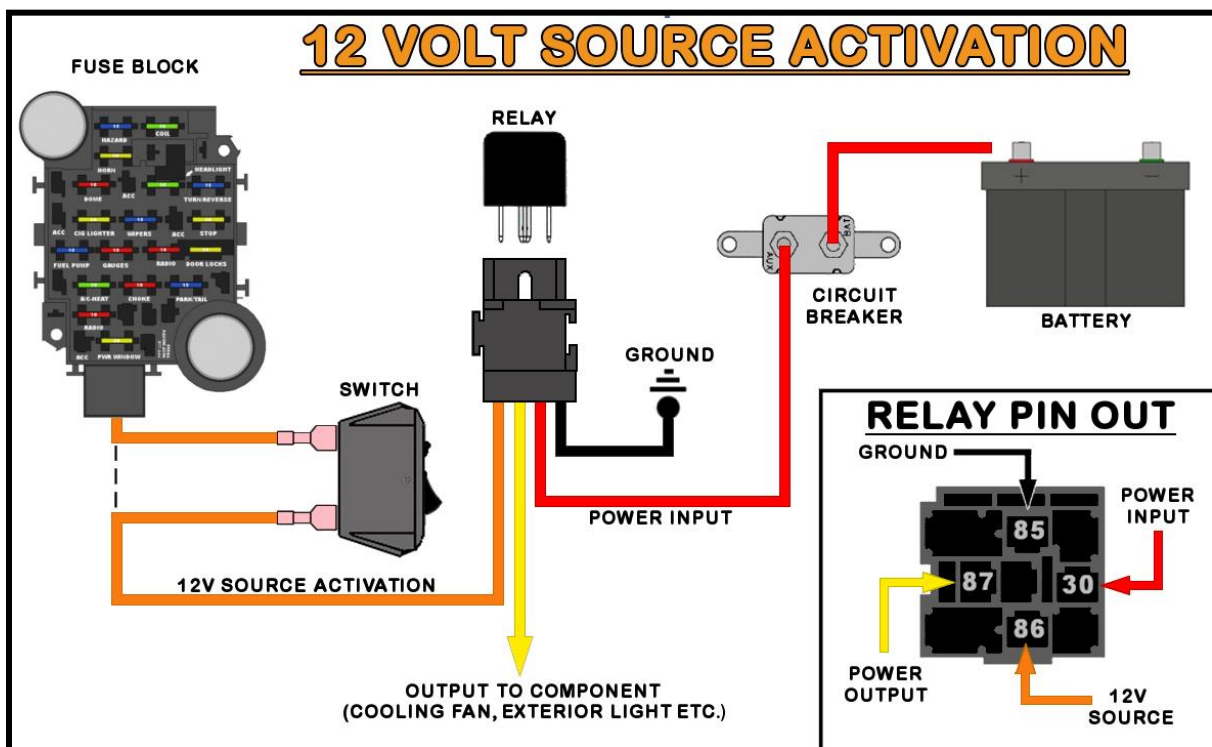 12 VOLT SOURCE ACTIVATION
FUSE BLOCK
HAZARD
COIL
HORN
HEADLIGHT
DOME
ACC
TURN/REVERSE
ACC
CIG LIGHTER
WIPERS
ACC
STOP
FUEL PUMP
GAUGES
RADIO
DOOR LOCKS
A/C-HEAT
CHOKE
PARK/TAIL
RADIO
ACC
PWR WINDOW
RELAY
BAT
AUX
CIRCUIT
BREAKER
+
−
BATTERY
GROUND
SWITCH
POWER INPUT
12V SOURCE ACTIVATION
OUTPUT TO COMPONENT
(COOLING FAN, EXTERIOR LIGHT ETC.)
RELAY PIN OUT
GROUND
POWER
INPUT
85
87
30
86
POWER
OUTPUT
12V
SOURCE